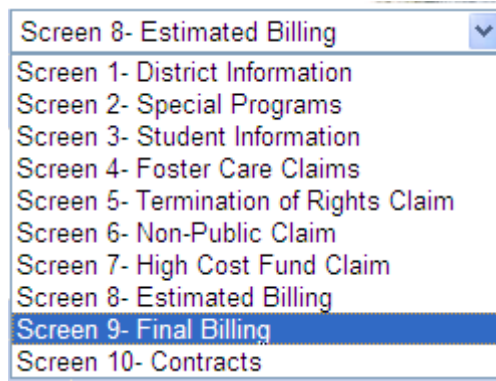 Screen 8- Estimated Billing
Screen 1- District Information
Screen 2- Special Programs
Screen 3- Student Information
Screen 4- Foster Care Claims
Screen 5- Termination of Rights Claim
Screen 6- Non-Public Claim
Screen 7- High Cost Fund Claim
Screen 8- Estimated Billing
Screen 9- Final Billing
Screen 10- Contracts